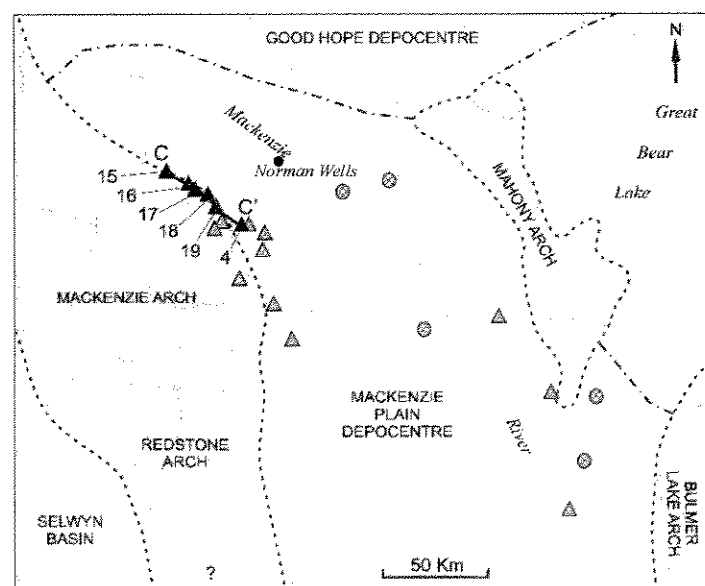 GOOD HOPE DEPOCENTRE
N
Great
Bear
Lake
Mackenzie
Norman Wells
C
15
16
17
18
19
C'
4
MAHONY ARCH
MACKENZIE ARCH
MACKENZIE
PLAIN
DEPOCENTRE
River
REDSTONE
ARCH
SELWYN
BASIN
?
50 Km
BULMER
LAKE ARCH